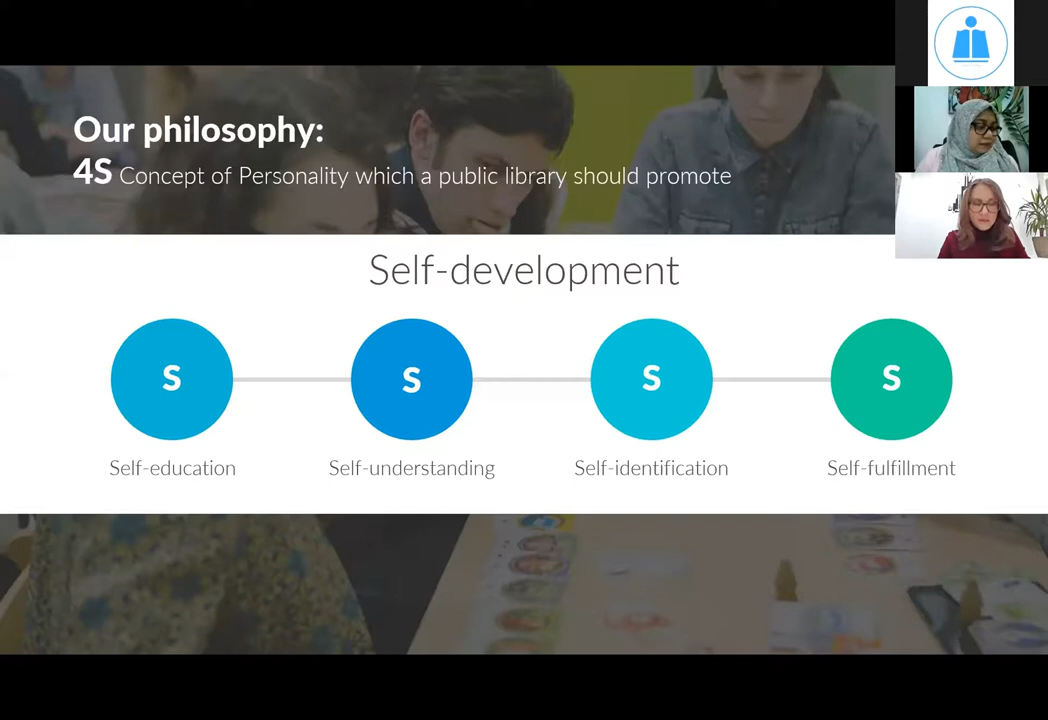 Our philosophy:
4S Concept of Personality which a public library should promote
Self-development
S S S S
Self-education Self-understanding Self-identification Self-fulfillment